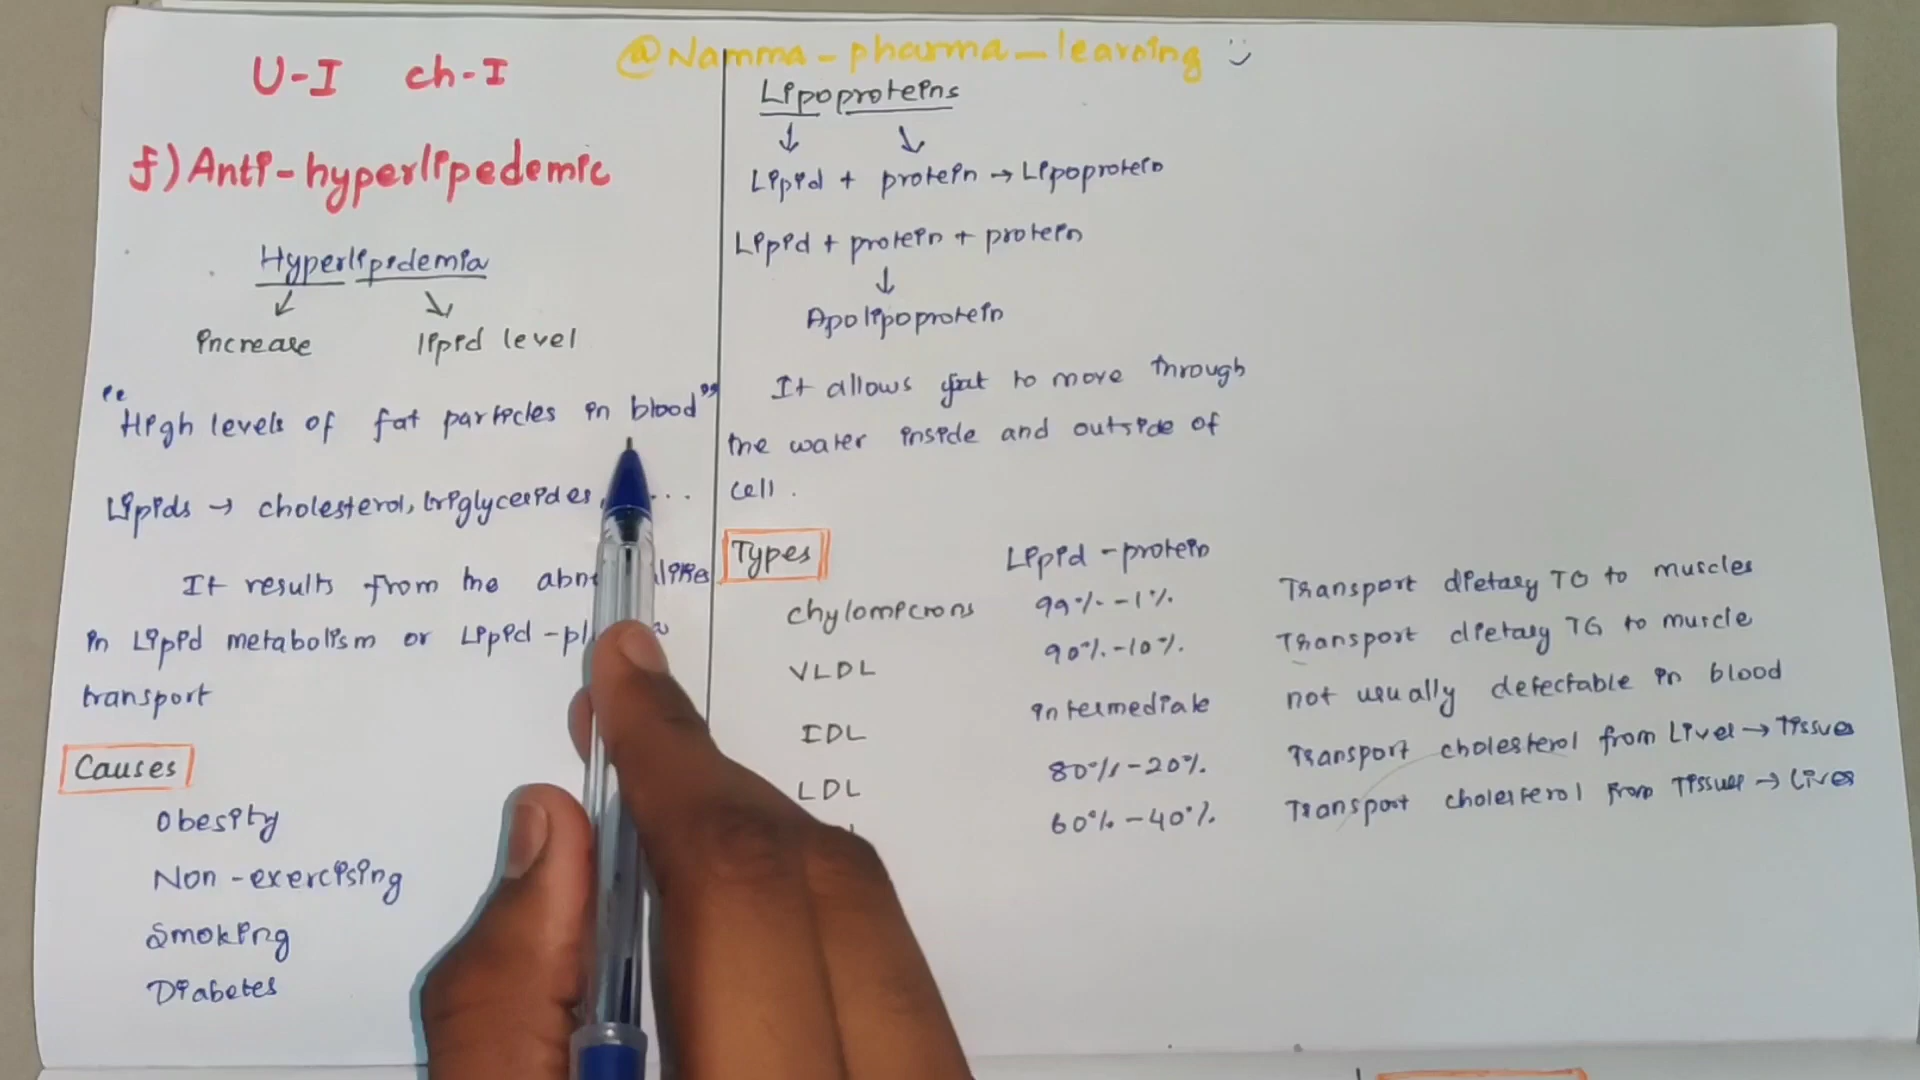 @Namma-pharma-learning
U-I ch-I
f) Anti-hyperlipedemic
Hyperlipidemia
increase lipid level
"High levels of fat particles in blood"
Lipids → cholesterol, triglycerides, ...
It results from the
in Lipid metabolism or Lipid-
transport
Causes
Obesity
Non-exercising
Smoking
Diabetes
Lipoproteins
Lipid + protein → Lipoprotein
Lipid + protein + protein
Apolipoprotein
It allows fat to move through
the water inside and outside of
cell.
Types Lipid-protein
chylomicrons 99%-1% Transport dietary TG to muscles
VLDL 90%-10% Transport dietary TG to muscle
IDL intermediate not usually detectable in blood
LDL 80%-20% Transport cholesterol from Liver → Tissues
60%-40% Transport cholesterol from Tissues → Liver